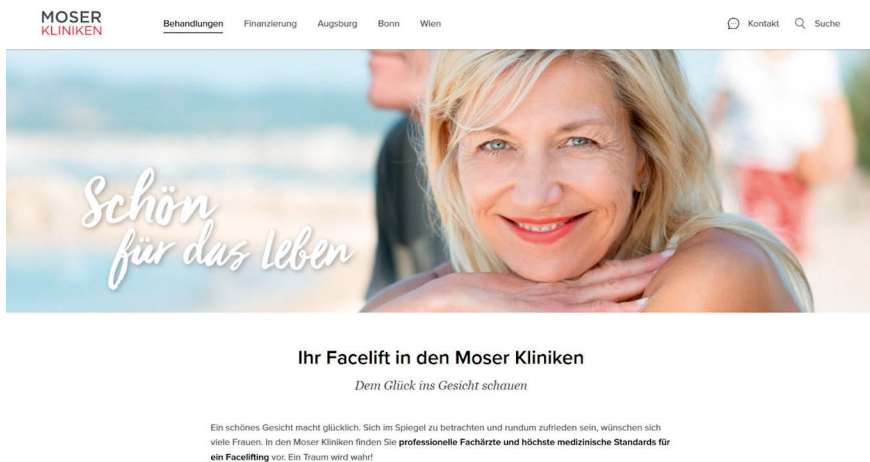 MOSER
KLINIKEN
Behandlungen Finanzierung Augsburg Bonn Wien
Kontakt Suche
Schön
für das Leben
Ihr Facelift in den Moser Kliniken
Dem Glück ins Gesicht schauen
Ein schönes Gesicht macht glücklich. Sich im Spiegel zu betrachten und rundum zufrieden sein, wünschen sich
viele Frauen. In den Moser Kliniken finden Sie professionelle Fachärzte und höchste medizinische Standards für
ein Facelifting vor. Ein Traum wird wahr!